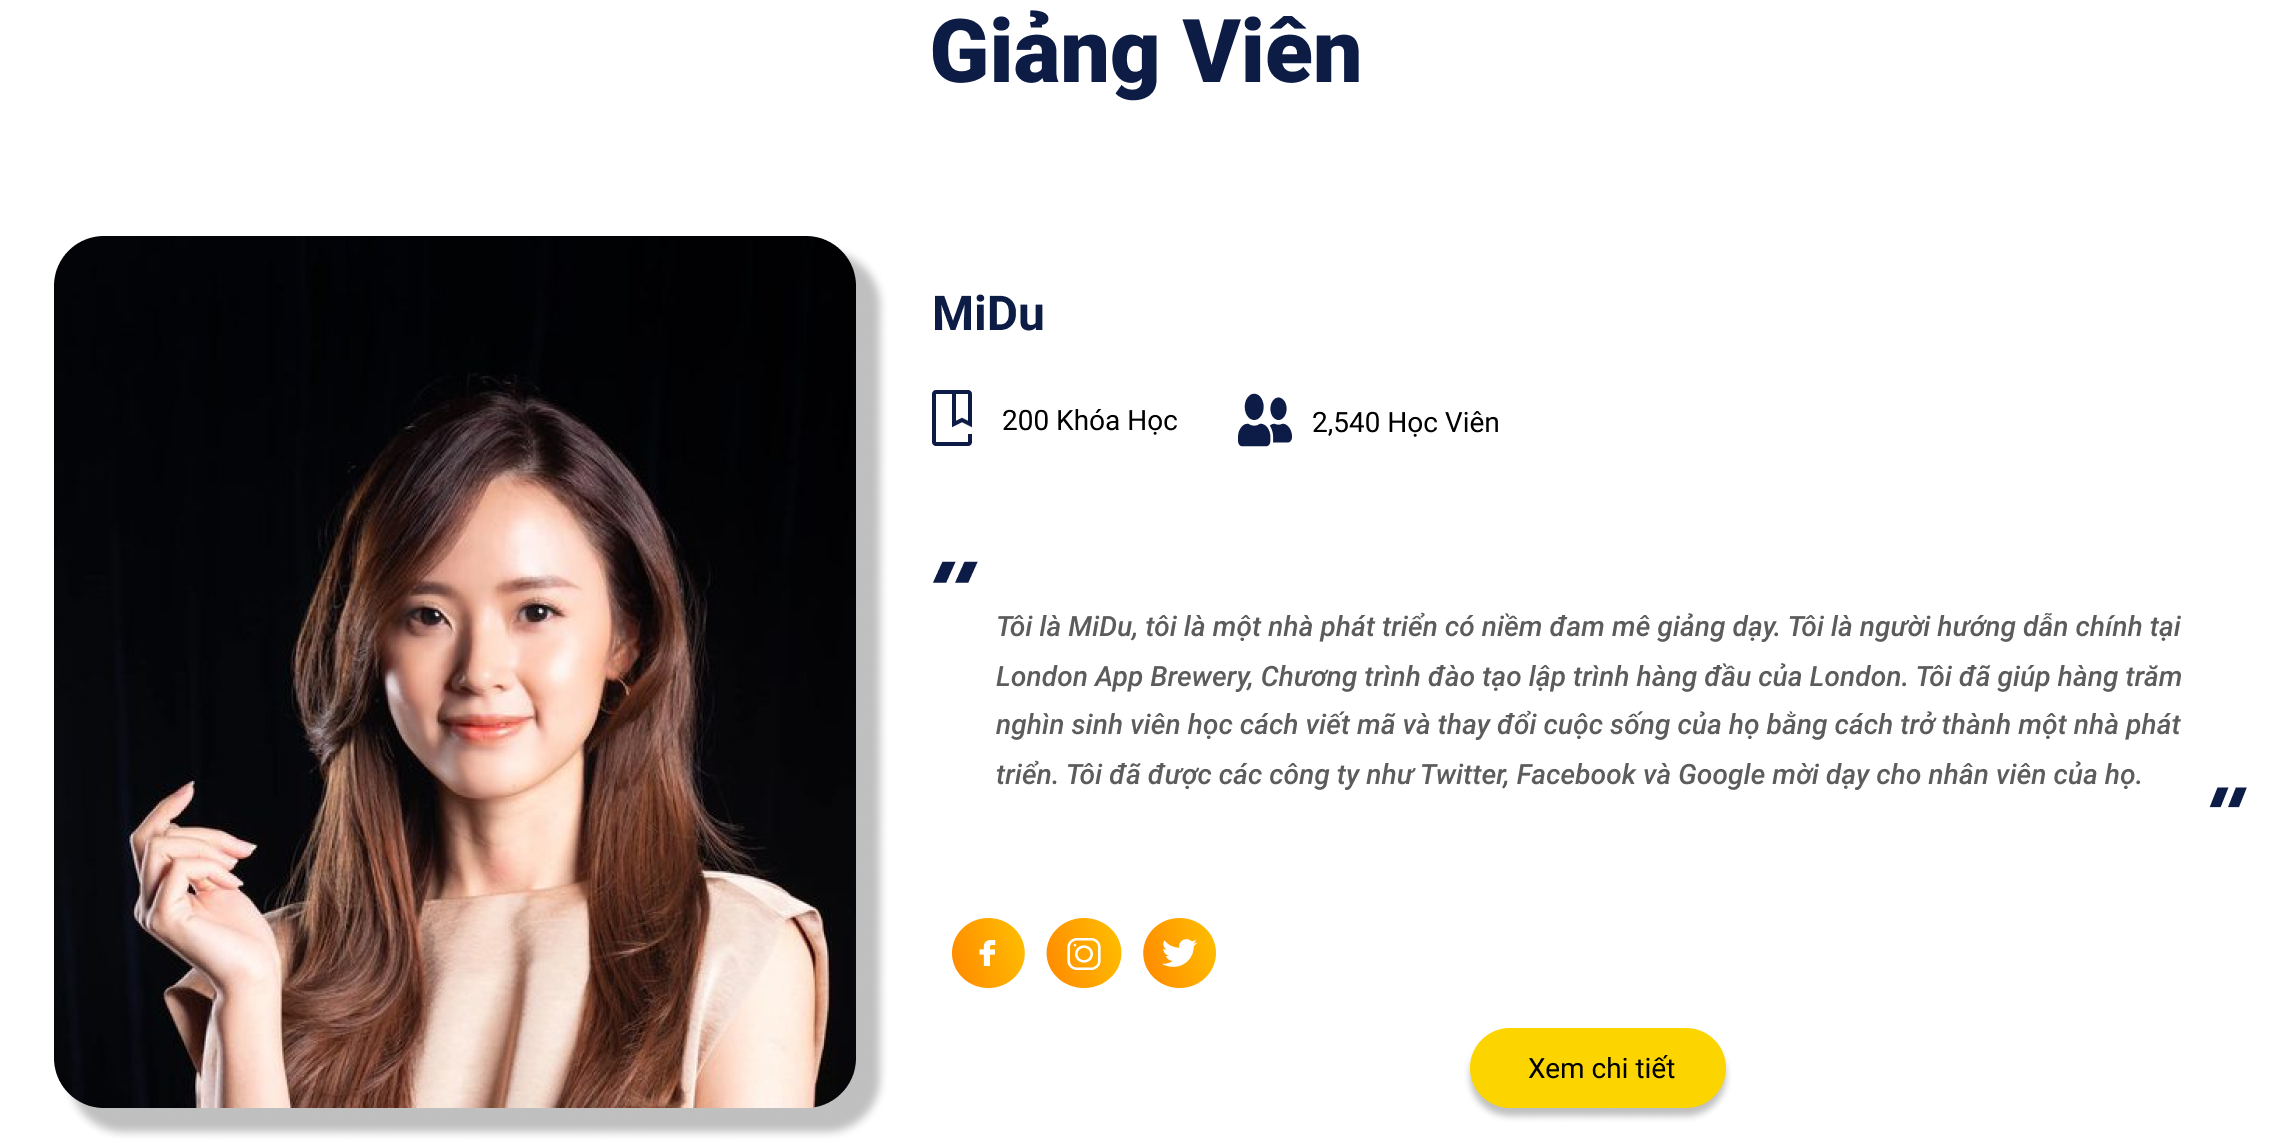 Giảng Viên
MiDu
200 Khóa Học
2,540 Học Viên
"
Tôi là MiDu, tôi là một nhà phát triển có niềm đam mê giảng dạy. Tôi là người hướng dẫn chính tại
London App Brewery, Chương trình đào tạo lập trình hàng đầu của London. Tôi đã giúp hàng trăm
nghìn sinh viên học cách viết mã và thay đổi cuộc sống của họ bằng cách trở thành một nhà phát
triển. Tôi đã được các công ty như Twitter, Facebook và Google mời dạy cho nhân viên của họ.
"
Xem chi tiết